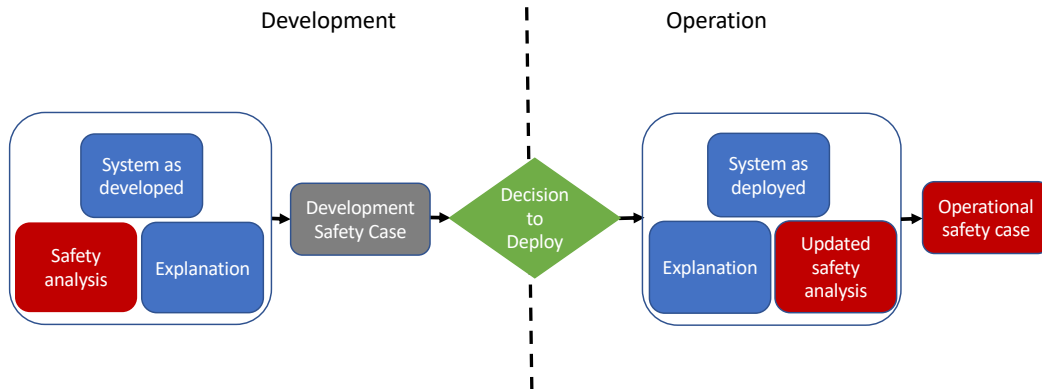 Development
Operation
System as
developed
Safety
analysis
Explanation
Development
Safety Case
Decision
to
Deploy
System as
deployed
Explanation
Updated
safety
analysis
Operational
safety case